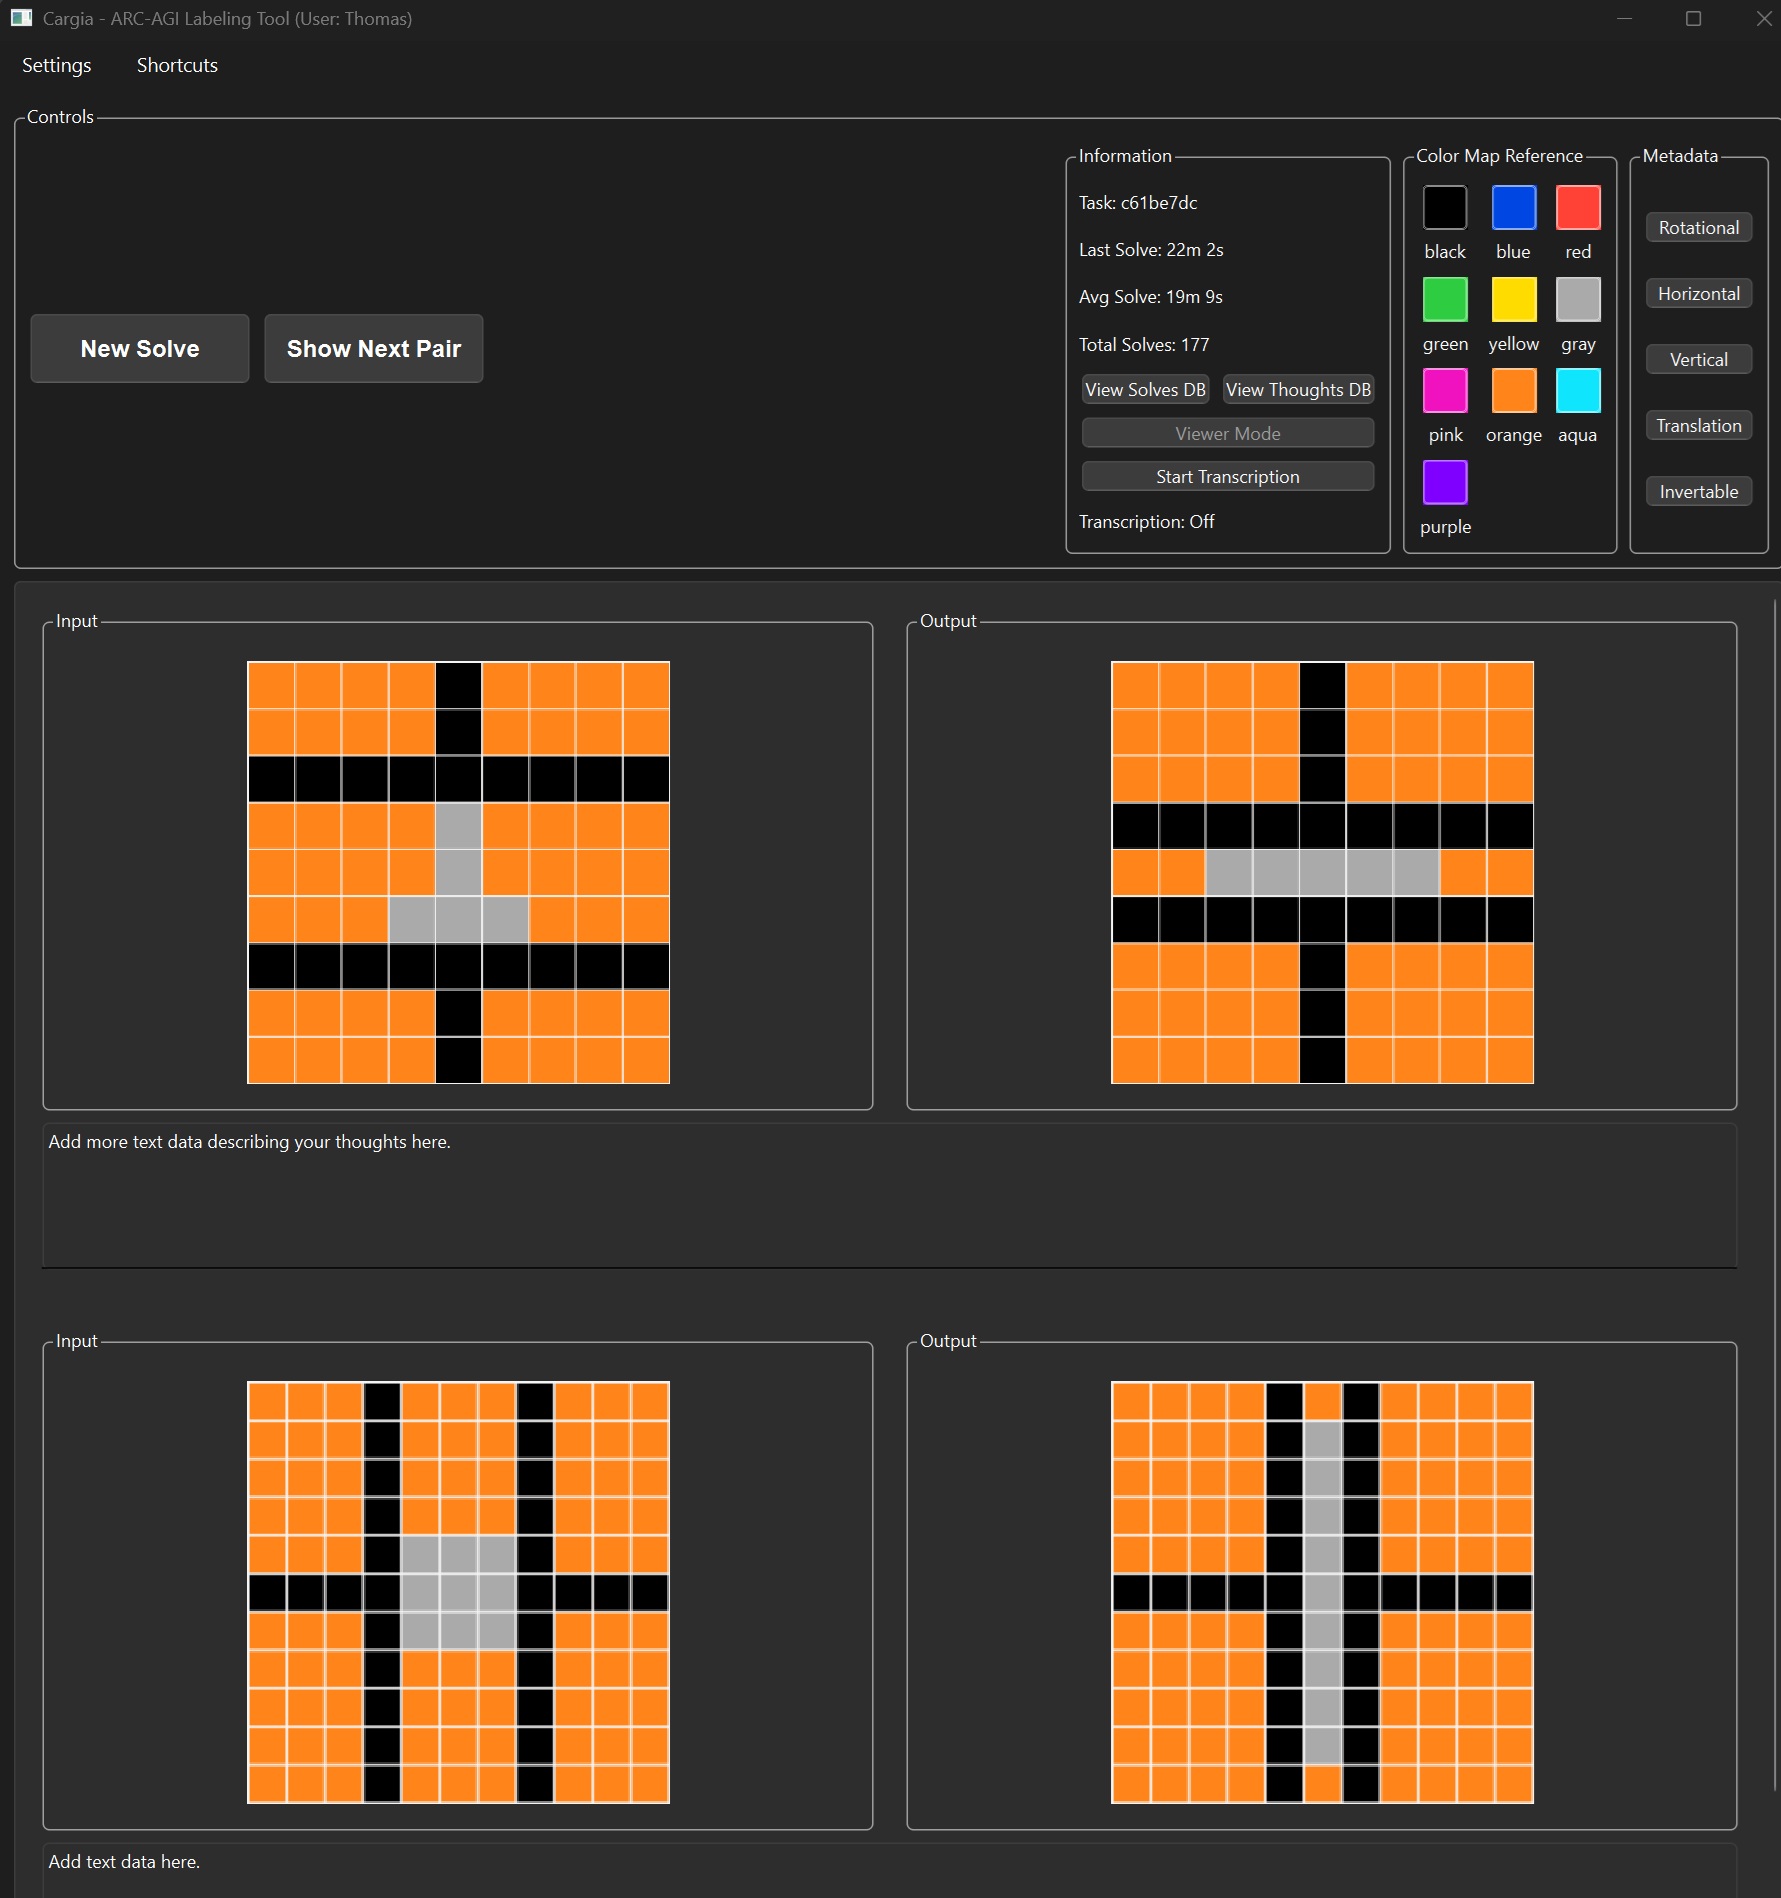 Cargia - ARC-AGI Labeling Tool (User: Thomas)
Settings Shortcuts
Controls
New Solve Show Next Pair
Information
Task: c61be7dc
Last Solve: 22m 2s
Avg Solve: 19m 9s
Total Solves: 177
View Solves DB View Thoughts DB
Viewer Mode
Start Transcription
Transcription: Off
Color Map Reference
black blue red
green yellow gray
pink orange aqua
purple
Metadata
Rotational
Horizontal
Vertical
Translation
Invertable
Input Output
Add more text data describing your thoughts here.
Input Output
Add text data here.